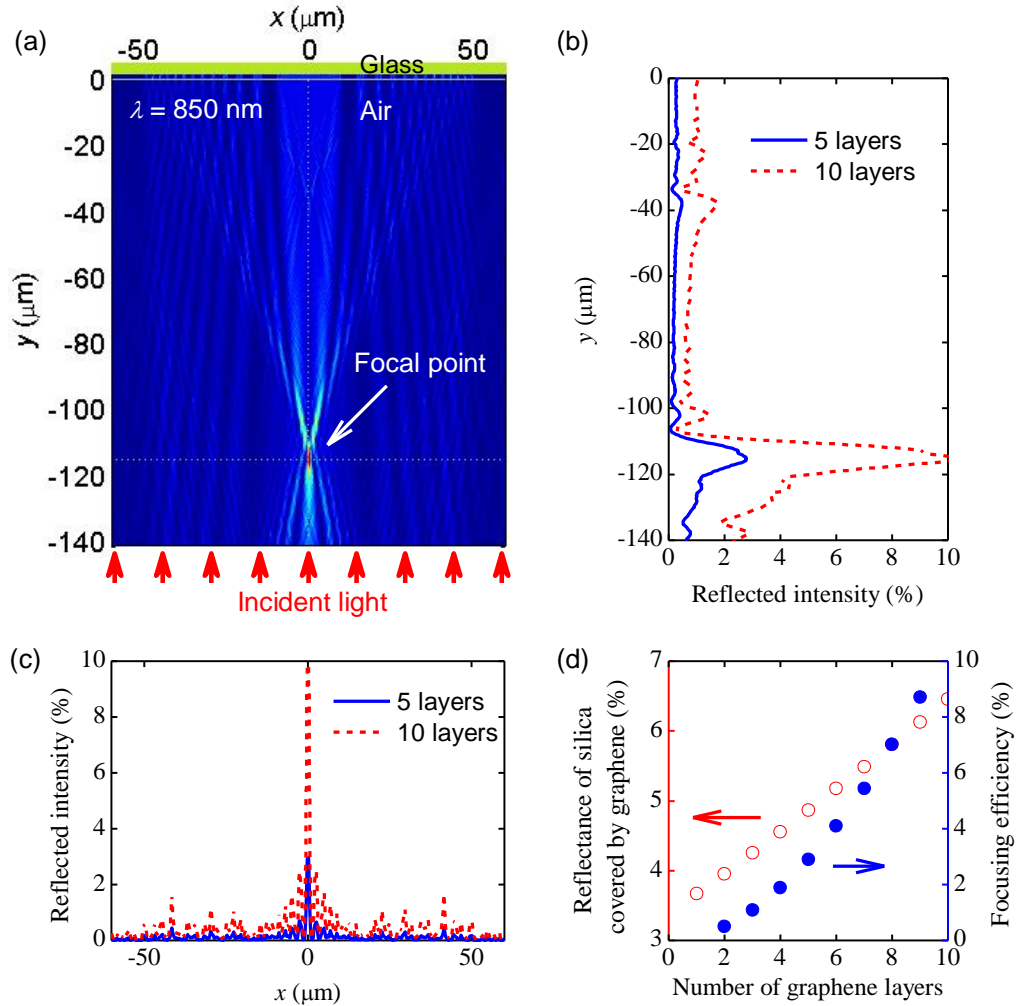 (a)
x (μm)
-50 0 50
Glass
0
λ = 850 nm
Air
-20
-40
-60
y (μm)
-80
Focal point
-100
-120
-140
Incident light
(b)
0
-20
5 layers
10 layers
-40
-60
y (μm)
-80
-100
-120
-140
0 2 4 6 8 10
Reflected intensity (%)
(c)
10
5 layers
10 layers
8
6
Reflected intensity (%)
4
2
0
-50 0 50
x (μm)
(d)
7
6
5
4
3
Reflectance of silica
covered by graphene (%)
10
8
6
4
2
0
Focusing efficiency (%)
0 2 4 6 8 10
Number of graphene layers